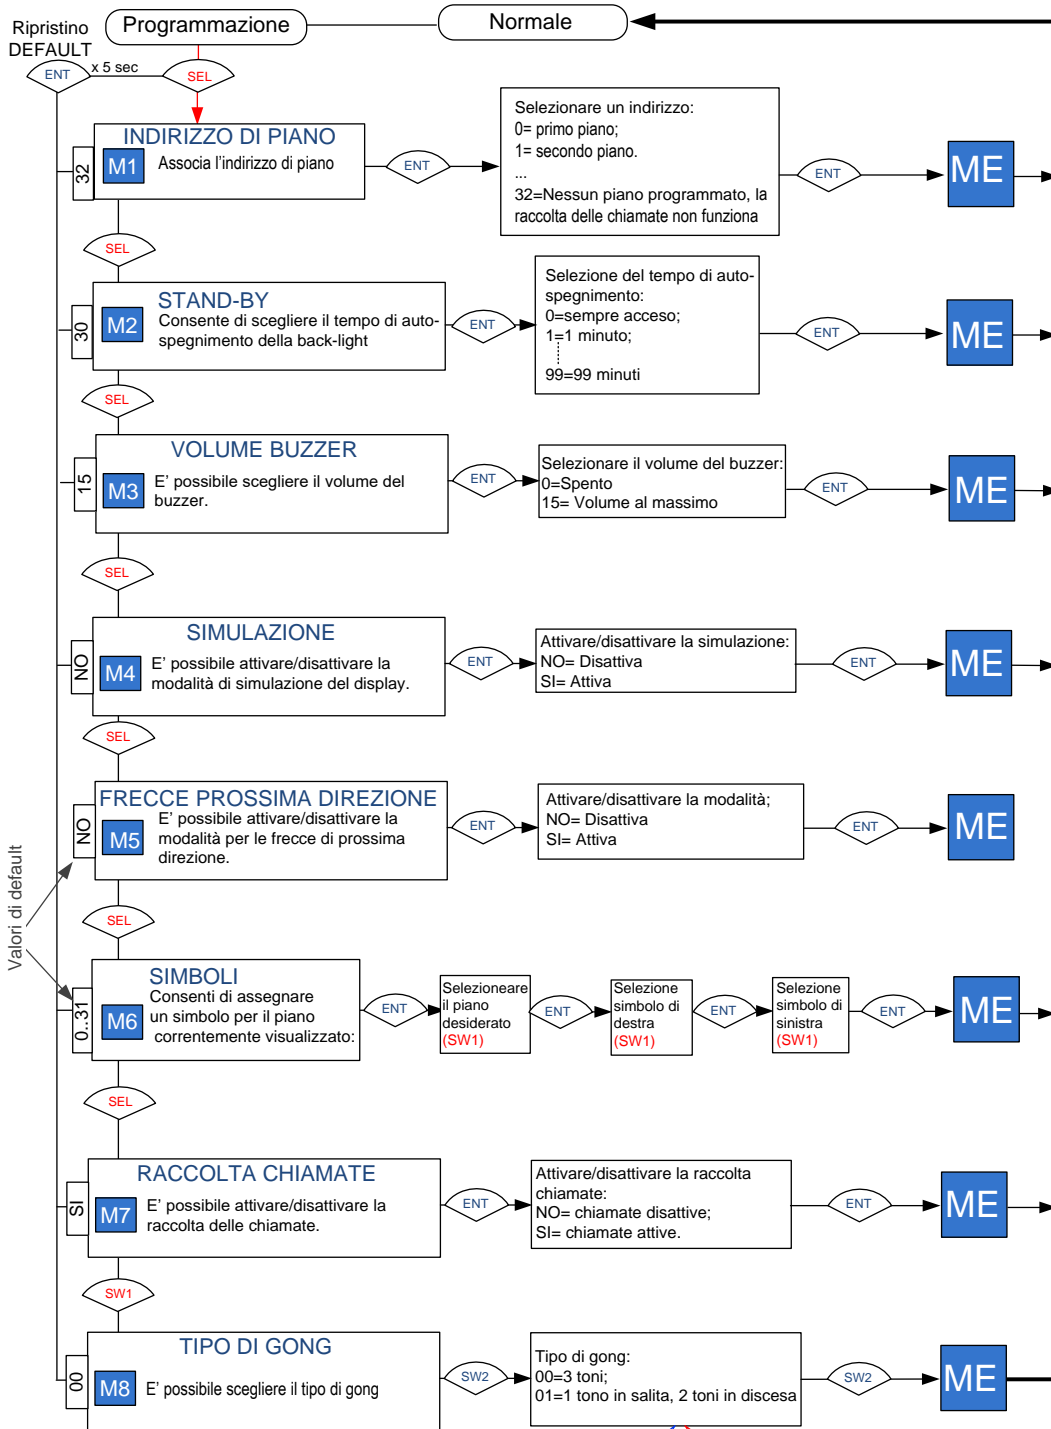 Ripristino
DEFAULT
Programmazione
Normale
ENT
x 5 sec
SEL
32
INDIRIZZO DI PIANO
M1
Associa l'indirizzo di piano
ENT
Selezionare un indirizzo:
0= primo piano;
1= secondo piano.
...
32=Nessun piano programmato, la
raccolta delle chiamate non funziona
ENT
ME
SEL
30
STAND-BY
M2
Consente di scegliere il tempo di auto-
spegnimento della back-light
ENT
Selezione del tempo di auto-
spegnimento:
0=sempre acceso;
1=1 minuto;
99=99 minuti
ENT
ME
SEL
15
VOLUME BUZZER
M3
E' possibile scegliere il volume del
buzzer.
ENT
Selezionare il volume del buzzer:
0=Spento
15= Volume al massimo
ENT
ME
SEL
NO
SIMULAZIONE
M4
E' possibile attivare/disattivare la
modalità di simulazione del display.
ENT
Attivare/disattivare la simulazione:
NO= Disattiva
SI= Attiva
ENT
ME
SEL
NO
FRECCE PROSSIMA DIREZIONE
M5
E' possibile attivare/disattivare la
modalità per le frecce di prossima
direzione.
ENT
Attivare/disattivare la modalità;
NO= Disattiva
SI= Attiva
ENT
ME
Valori di default
SEL
0..31
SIMBOLI
M6
Consenti di assegnare
un simbolo per il piano
correntemente visualizzato:
ENT
Selezioneare
il piano
desiderato
(SW1)
ENT
Selezione
simbolo di
destra
(SW1)
ENT
Selezione
simbolo di
sinistra
(SW1)
ENT
ME
SEL
SI
RACCOLTA CHIAMATE
M7
E' possibile attivare/disattivare la
raccolta delle chiamate.
ENT
Attivare/disattivare la raccolta
chiamate:
NO= chiamate disattive;
SI= chiamate attive.
ENT
ME
SW1
00
TIPO DI GONG
M8
E' possibile scegliere il tipo di gong
SW2
Tipo di gong:
00=3 toni;
01=1 tono in salita, 2 toni in discesa
SW2
ME